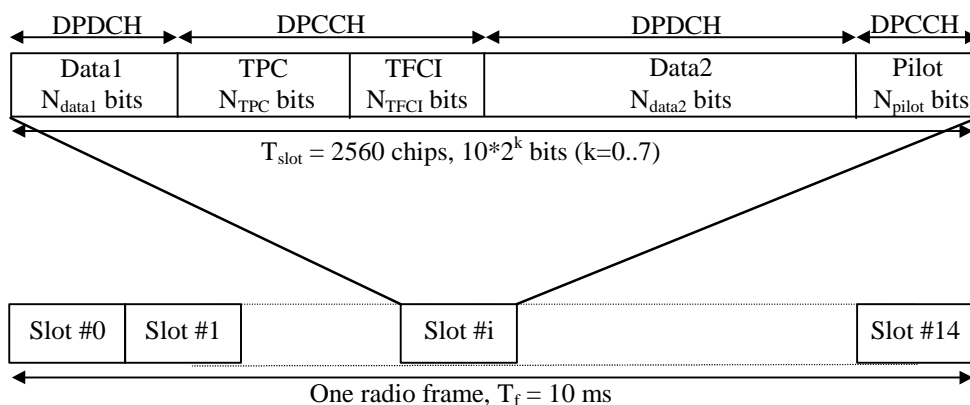 DPDCH DPCCH DPDCH DPCCH
Data1 TPC TFCI Data2 Pilot
N_data1 bits N_TPC bits N_TFCI bits N_data2 bits N_pilot bits
T_slot = 2560 chips, 10*2^k bits (k=0..7)
Slot #0 Slot #1 Slot #i Slot #14
One radio frame, T_f = 10 ms